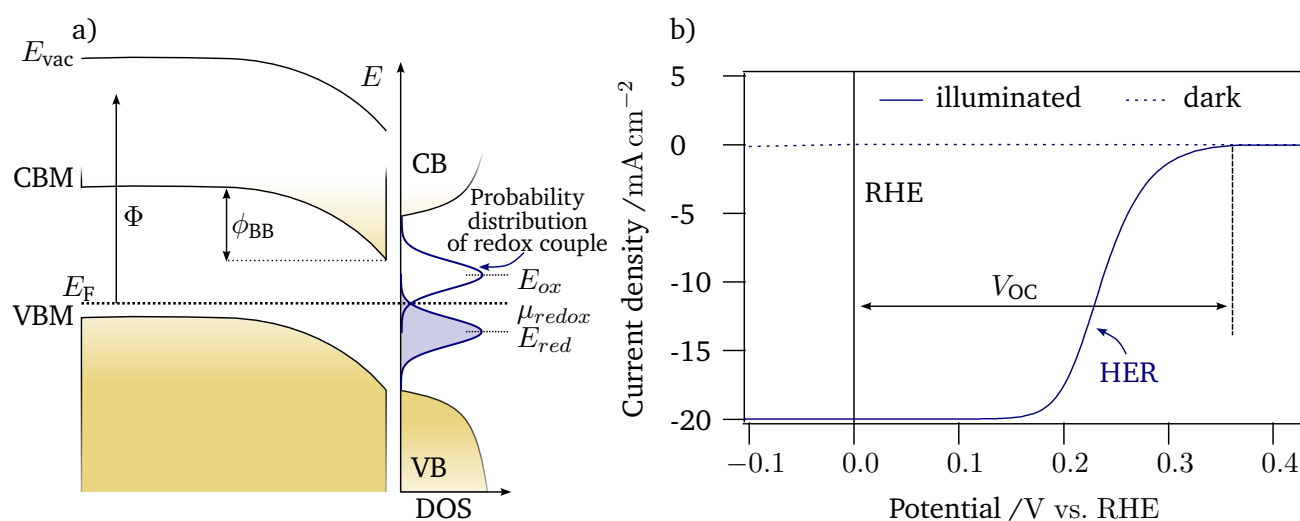 a)
E_vac
E
CBM
CB
Φ
ϕ_BB
Probability
distribution
of redox couple
E_ox
E_F
μ_redox
VBM
E_red
VB
DOS
b)
illuminated
dark
5
0
-5
-10
-15
-20
Current density /mA cm⁻²
RHE
V_OC
HER
−0.1
0.0
0.1
0.2
0.3
0.4
Potential /V vs. RHE